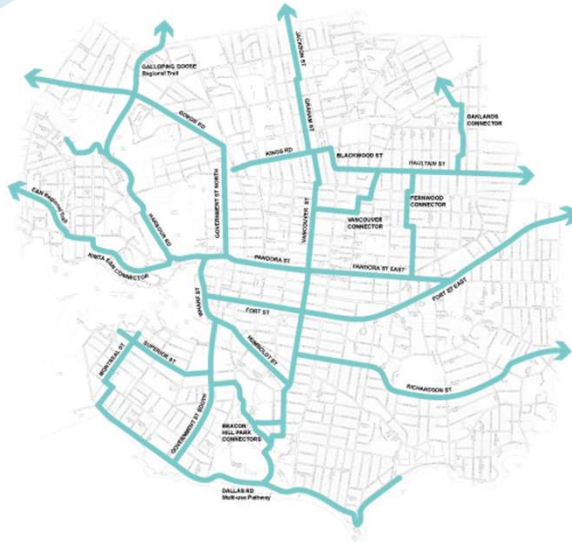 JACKSON ST
GALLOPING GOOSE
Regional Trail
GORGE RD
GRAHAM ST
OAKLANDS
CONNECTOR
KINGS RD
BLACKWOOD ST
HAULTAIN ST
E&N Regional Trail
HARBOUR RD
GOVERNMENT ST NORTH
VANCOUVER ST
VANCOUVER
CONNECTOR
FERNWOOD
CONNECTOR
KIMTA E&N CONNECTOR
PANDORA ST
PANDORA ST EAST
WHARF ST
FORT ST
FORT ST EAST
HUMBOLDT ST
MONTREAL ST
SUPERIOR ST
RICHARDSON ST
GOVERNMENT ST SOUTH
BEACON
HILL PARK
CONNECTORS
DALLAS RD
Multi-use Pathway